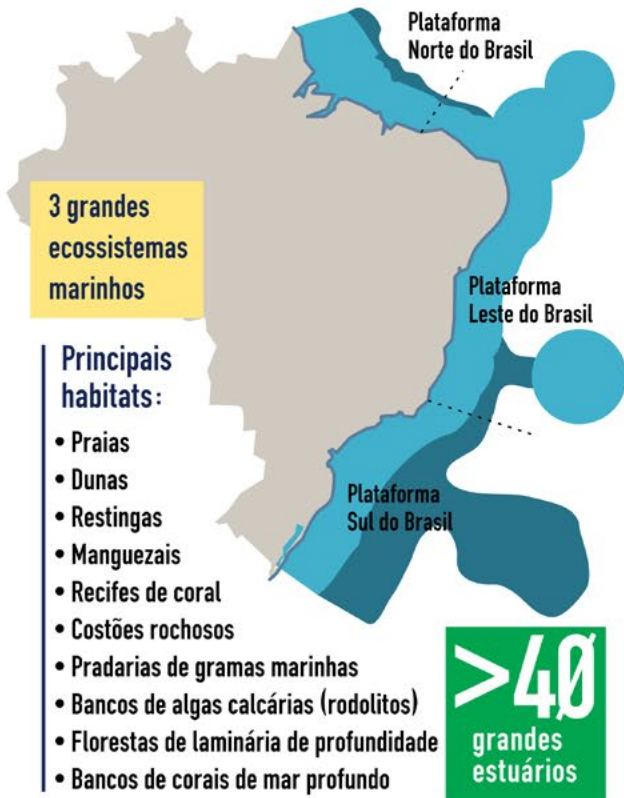 Plataforma
Norte do Brasil
3 grandes
ecossistemas
marinhos
Plataforma
Leste do Brasil
Principais
habitats:
• Praias
• Dunas
• Restingas
• Manguezais
• Recifes de coral
• Costões rochosos
• Pradarias de gramas marinhas
• Bancos de algas calcárias (rodolitos)
• Florestas de laminária de profundidade
• Bancos de corais de mar profundo
Plataforma
Sul do Brasil
>40
grandes
estuários